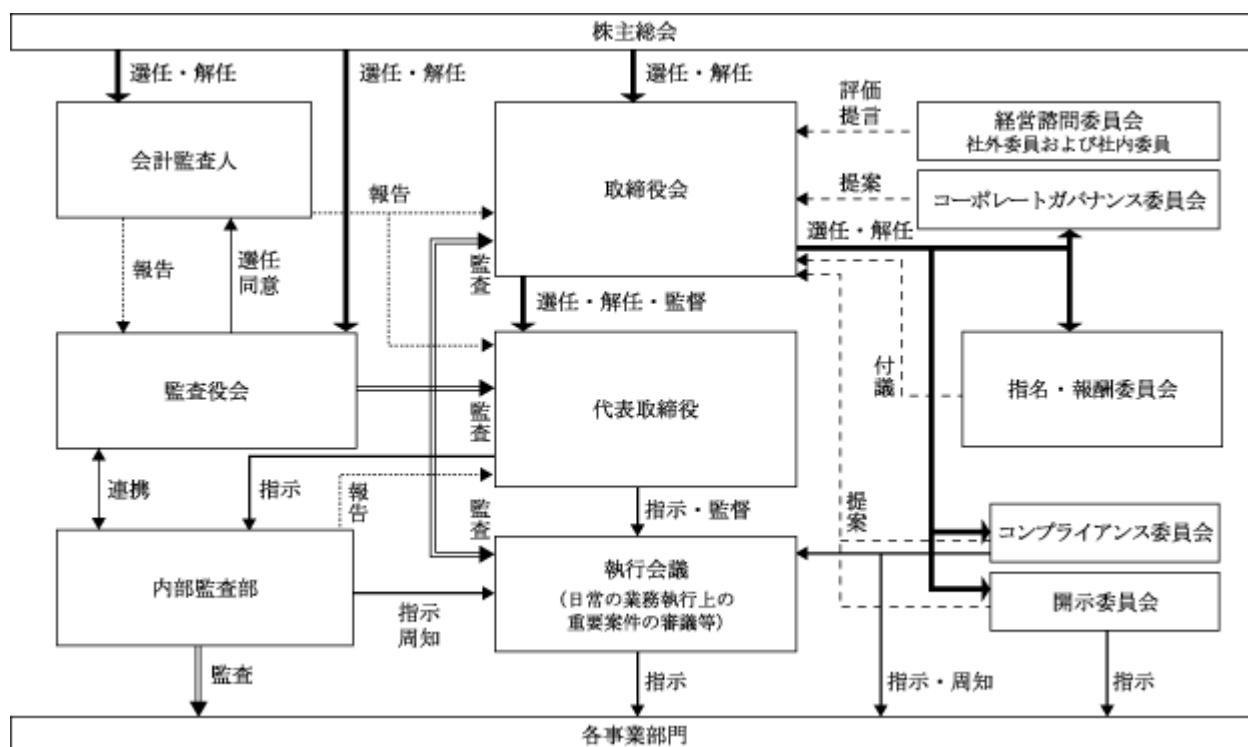 株主総会
選任・解任
選任・解任
選任・解任
会計監査人
取締役会
評価
提言
経営諮問委員会
社外委員および社内委員
提案
コーポレートガバナンス委員会
報告
選任・解任
報告
選任
同意
監査
選任・解任・監督
監査役会
監査
代表取締役
付議
指名・報酬委員会
連携
指示
報告
監査
指示・監督
提案
コンプライアンス委員会
内部監査部
指示
周知
執行会議
(日常の業務執行上の
重要案件の審議等)
開示委員会
監査
指示
指示・周知
指示
各事業部門